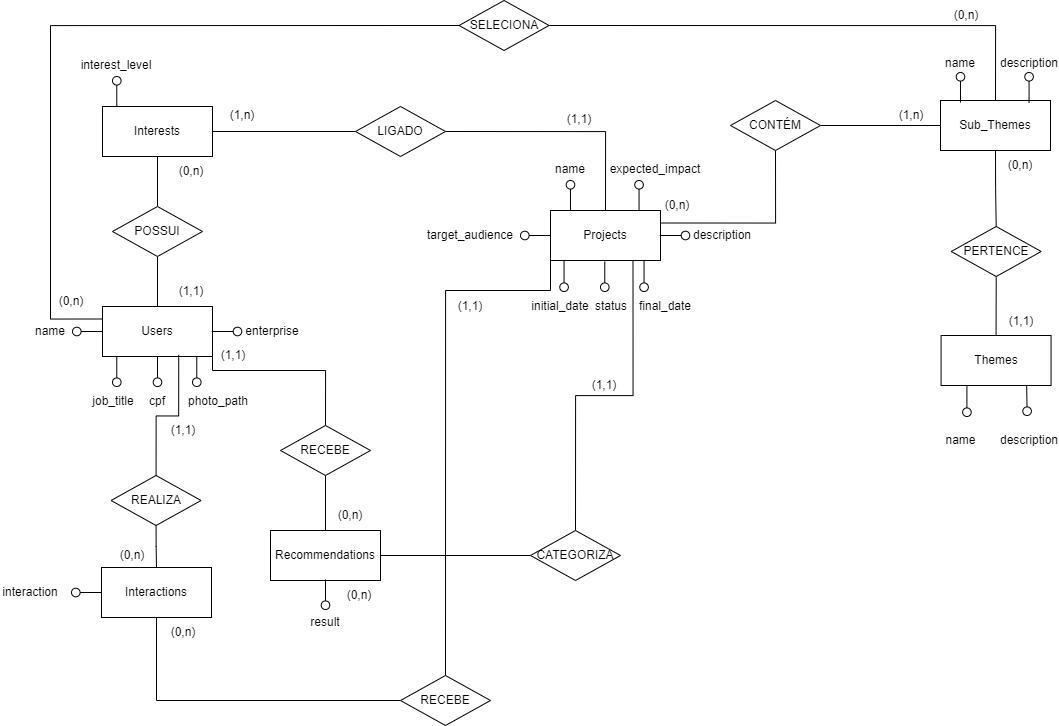 SELECIONA
(0,n)
interest_level
name
description
(1,n)
(1,1)
(1,n)
Interests
LIGADO
CONTÉM
Sub_Themes
(0,n)
name
expected_impact
(0,n)
(0,n)
POSSUI
target_audience
Projects
description
PERTENCE
(1,1)
(0,n)
(1,1)
initial_date
status
final_date
(1,1)
name
Users
enterprise
(1,1)
Themes
(1,1)
job_title
cpf
photo_path
(1,1)
name
description
RECEBE
REALIZA
(0,n)
(0,n)
Recommendations
CATEGORIZA
interaction
Interactions
(0,n)
result
(0,n)
RECEBE